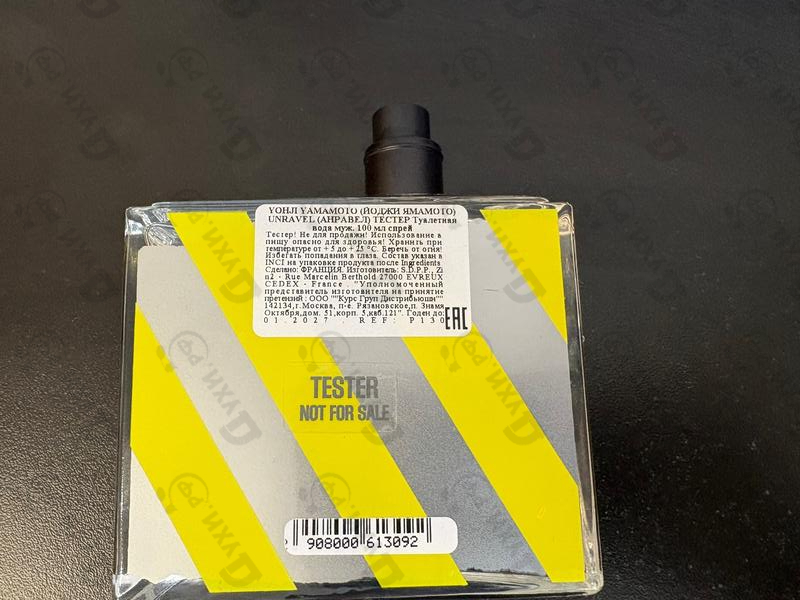 YOHJI YAMAMOTO (ЙОДЖИ ЯМАМОТО)
UNRAVEL (АНРАВЕЛ) ТЕСТЕР Туалетная
вода муж. 100 мл спрей
Тестер! Не для продажи! Использование в
пищу опасно для здоровья! Хранить при
температуре от +5 до +25 °C. Беречь от огня!
Избегать попадания в глаза. Состав указан в
INCI на упаковке продукта после Ingredients
Сделано: ФРАНЦИЯ. Изготовитель: S.D.P.P., Zi
n2 - Rue Marcelin Berthold 27000 EVREUX
CEDEX - France . "Уполномоченный
представитель изготовителя на принятие
претензий : ООО ""Курс Груп Дистрибьюшн""
142134,г.Москва, п-е. Рязановское,п. Знамя
Октября,дом. 51,корп. 5,каб.121". Годен до:
01.2027. REF: P130
EAC
TESTER
NOT FOR SALE
908000 613092
духи.рф